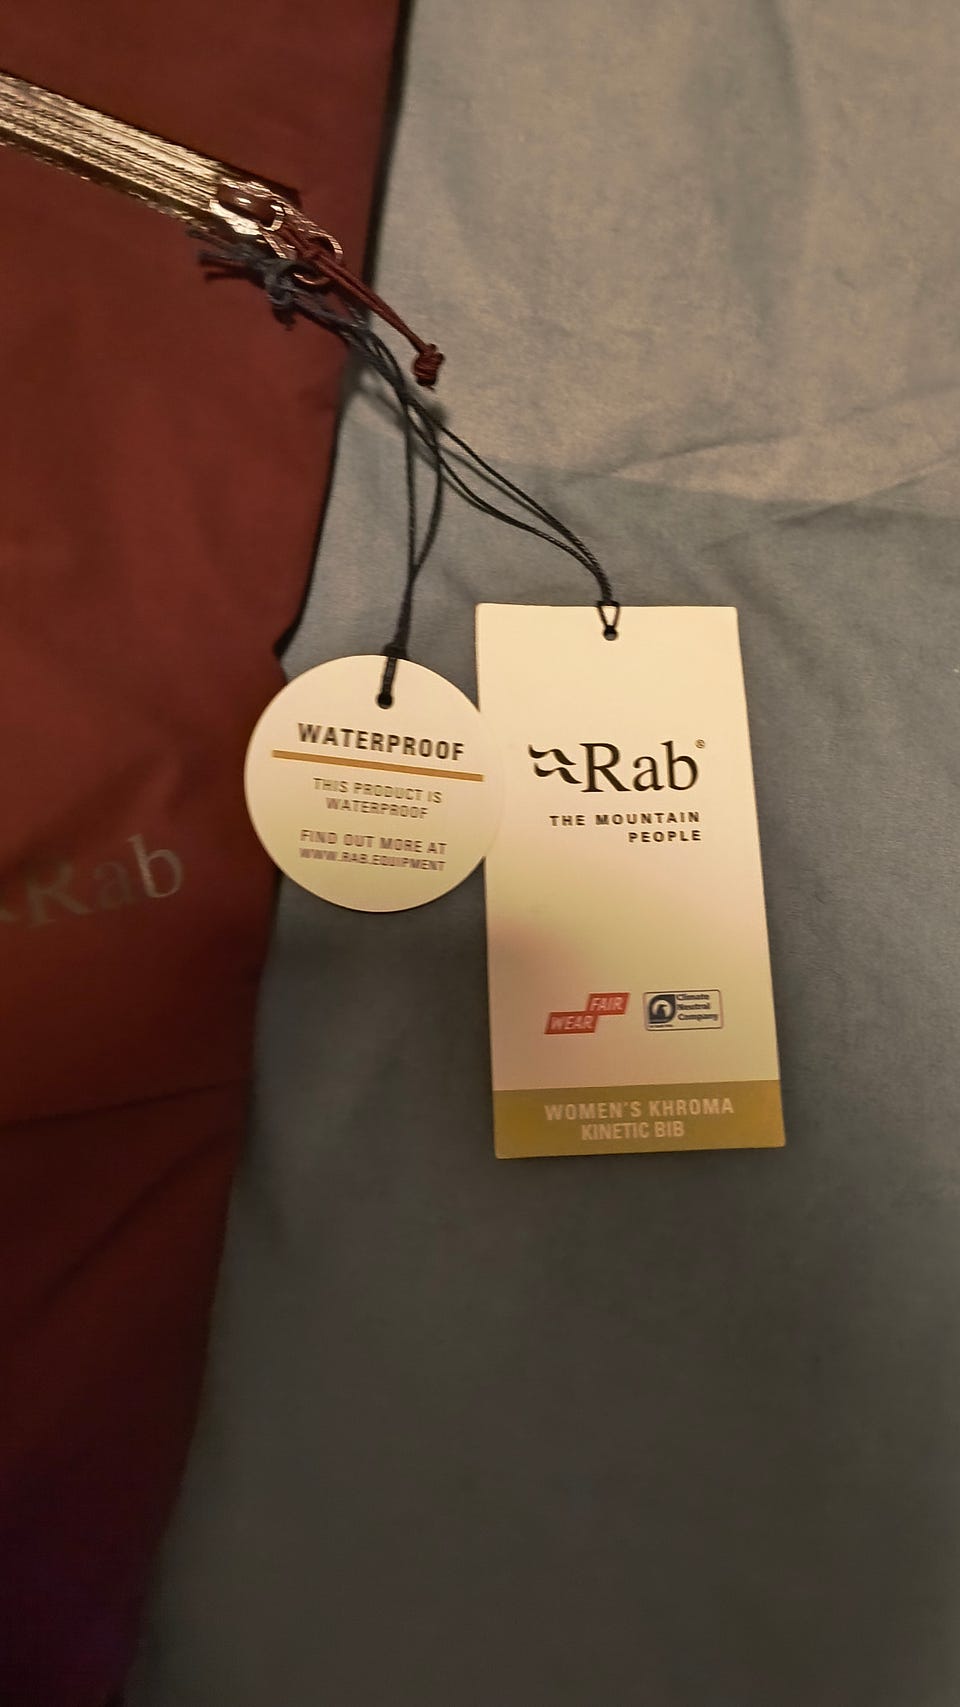 WATERPROOF
THIS PRODUCT IS
WATERPROOF
FIND OUT MORE AT
WWW.RAB.EQUIPMENT
Rab®
THE MOUNTAIN
PEOPLE
FAIR
WEAR
Climate
Neutral
Company
WOMEN'S KHROMA
KINETIC BIB
Rab